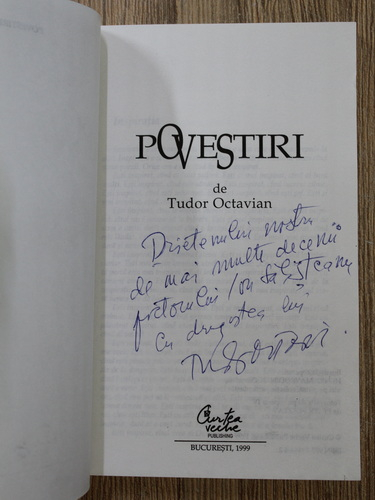 POVESTIRI
de
Tudor Octavian
nostru
de mai multe decenii
pictorului Ion Sălișteanu
cu dragostea lui
Curtea
veche
PUBLISHING
BUCUREȘTI, 1999